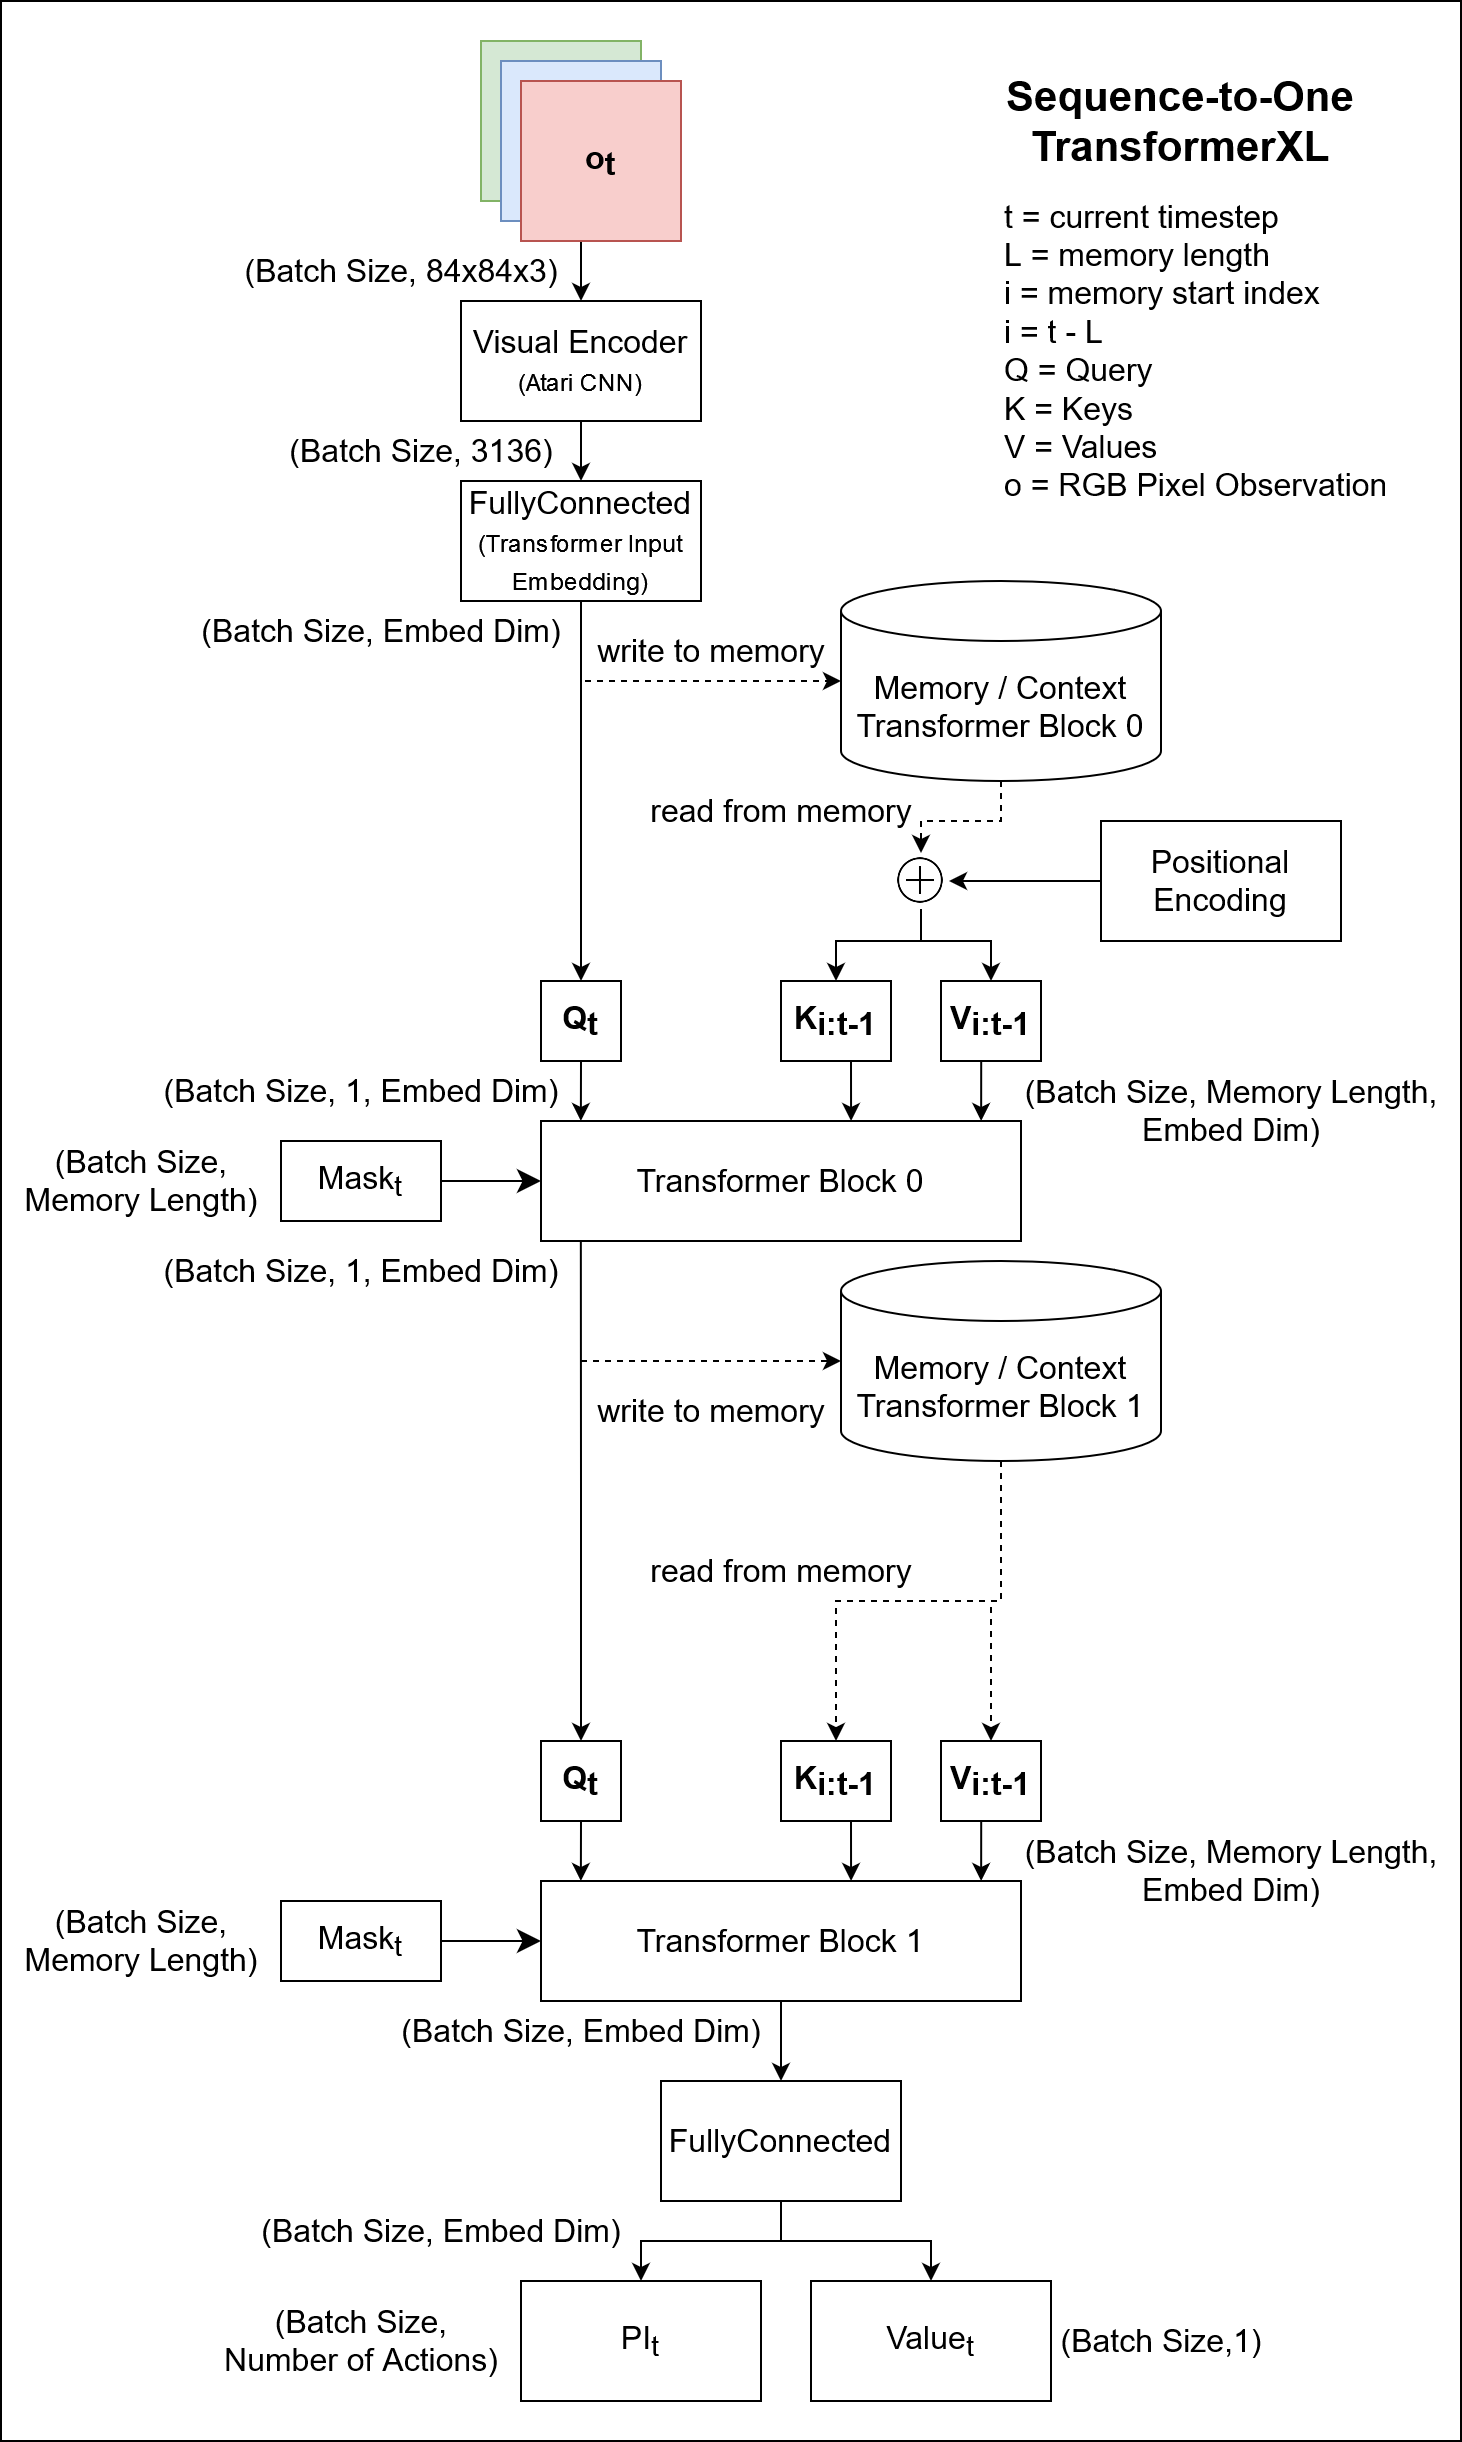 o_t
Sequence-to-One
TransformerXL
t = current timestep
L = memory length
i = memory start index
i = t - L
Q = Query
K = Keys
V = Values
o = RGB Pixel Observation
(Batch Size, 84x84x3)
Visual Encoder
(Atari CNN)
(Batch Size, 3136)
FullyConnected
(Transformer Input
Embedding)
(Batch Size, Embed Dim)
write to memory
Memory / Context
Transformer Block 0
read from memory
Positional
Encoding
Q_t
K_i:t-1
V_i:t-1
(Batch Size, 1, Embed Dim)
(Batch Size, Memory Length,
Embed Dim)
(Batch Size,
Memory Length)
Mask_t
Transformer Block 0
(Batch Size, 1, Embed Dim)
Memory / Context
Transformer Block 1
write to memory
read from memory
Q_t
K_i:t-1
V_i:t-1
(Batch Size, Memory Length,
Embed Dim)
(Batch Size,
Memory Length)
Mask_t
Transformer Block 1
(Batch Size, Embed Dim)
FullyConnected
(Batch Size, Embed Dim)
(Batch Size,
Number of Actions)
PI_t
Value_t
(Batch Size,1)